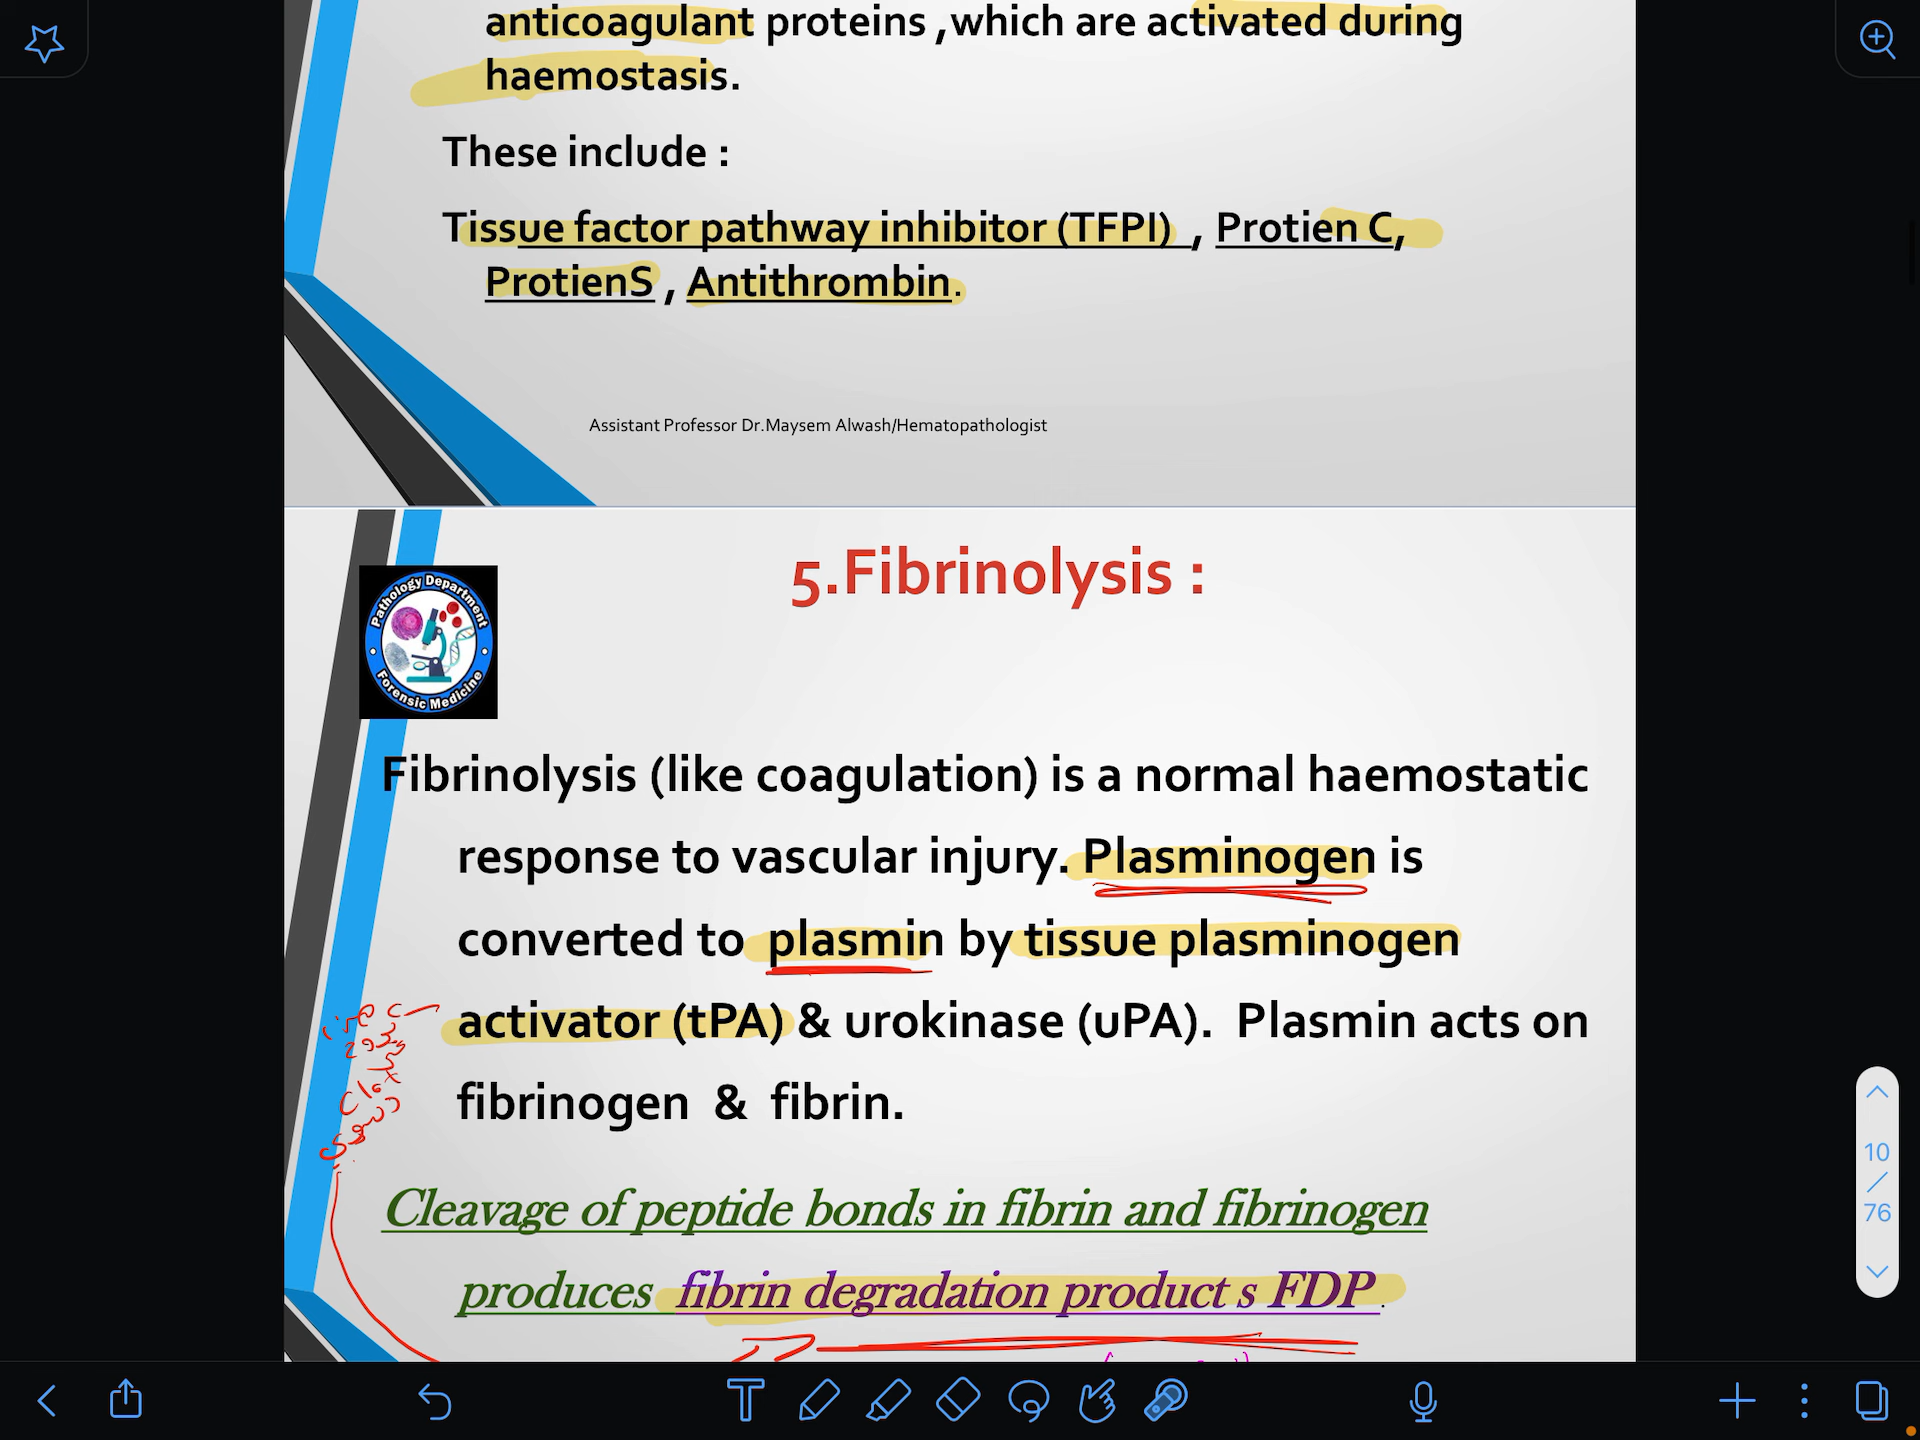 anticoagulant proteins ,which are activated during
haemostasis.
These include :
Tissue factor pathway inhibitor (TFPI) , Protien C,
ProtienS , Antithrombin.
Assistant Professor Dr.Maysem Alwash/Hematopathologist
5.Fibrinolysis :
Pathology Department
Forensic Medicine
Fibrinolysis (like coagulation) is a normal haemostatic
response to vascular injury. Plasminogen is
converted to plasmin by tissue plasminogen
activator (tPA) & urokinase (uPA). Plasmin acts on
fibrinogen & fibrin.
Cleavage of peptide bonds in fibrin and fibrinogen
produces fibrin degradation product s FDP .
10
/
76